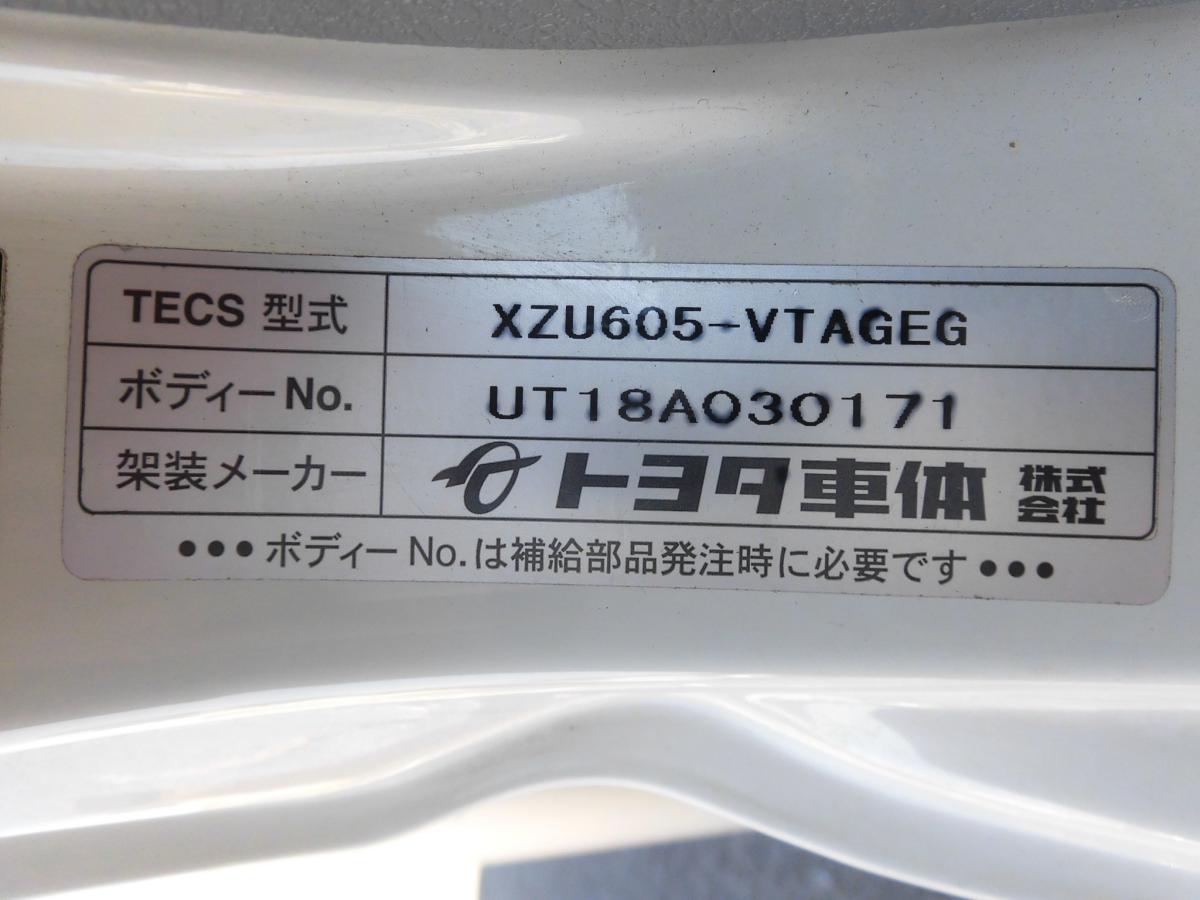 TECS 型式 XZU605-VTAGEG
ボディーNo. UT18A030171
架装メーカー トヨタ車体 株式会社
•••ボディーNo.は補給部品発注時に必要です•••